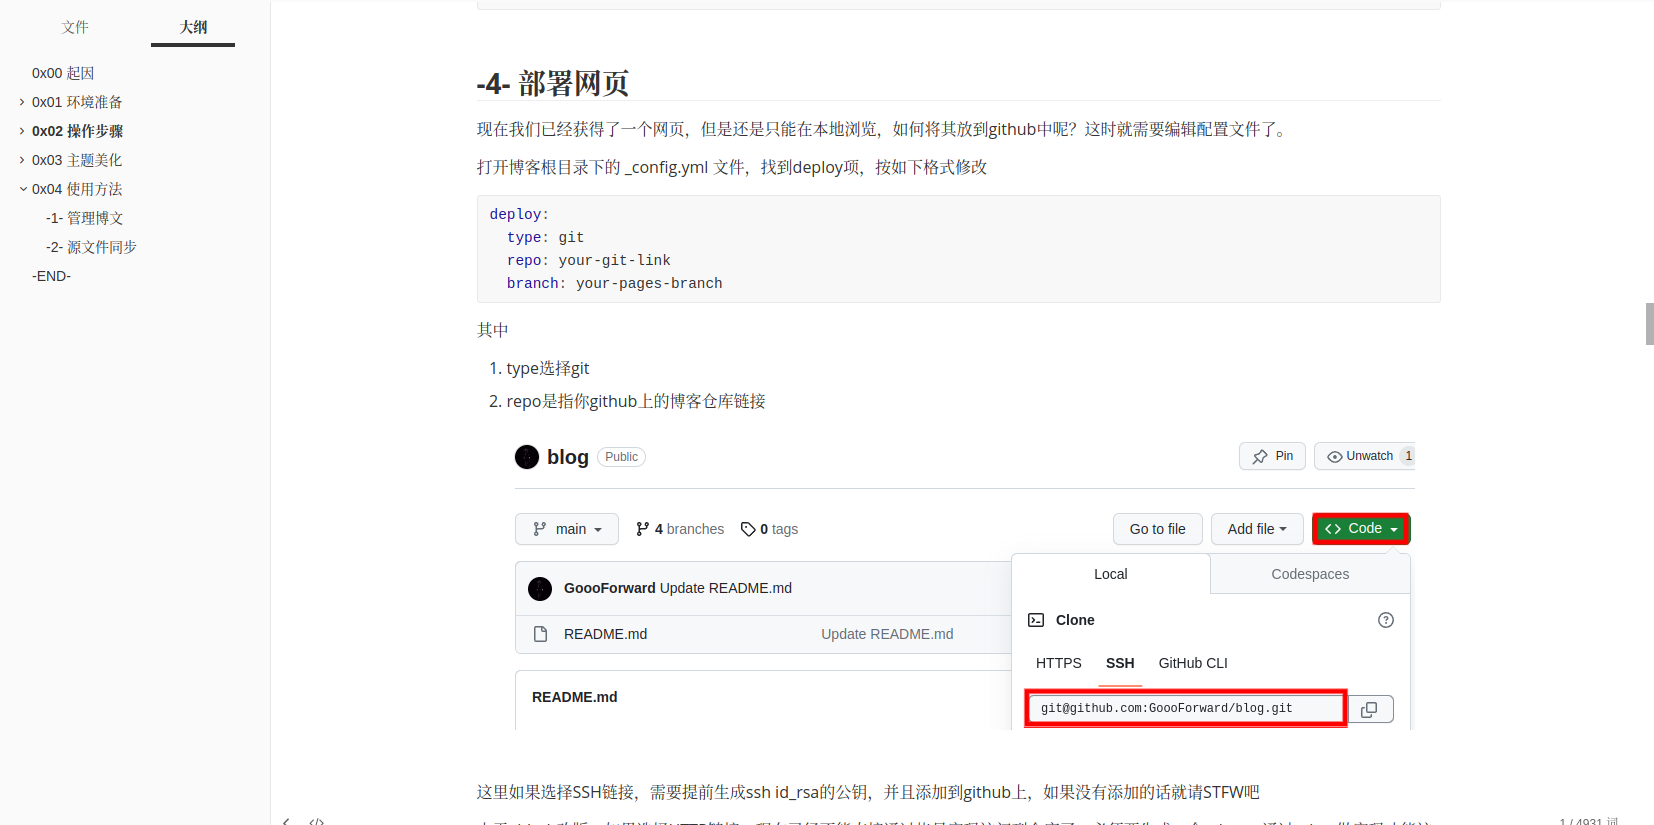 文件
大纲
0x00 起因
0x01 环境准备
0x02 操作步骤
0x03 主题美化
0x04 使用方法
-1- 管理博文
-2- 源文件同步
-END-
-4- 部署网页
现在我们已经获得了一个网页，但是还是只能在本地浏览，如何将其放到github中呢？这时就需要编辑配置文件了。
打开博客根目录下的 _config.yml 文件，找到deploy项，按如下格式修改
deploy:
  type: git
  repo: your-git-link
  branch: your-pages-branch
其中
1. type选择git
2. repo是指你github上的博客仓库链接
blog Public
Pin
Unwatch 1
main
4 branches
0 tags
Go to file
Add file
Code
GoooForward Update README.md
README.md Update README.md
README.md
Local
Codespaces
Clone
HTTPS SSH GitHub CLI
git@github.com:GoooForward/blog.git
这里如果选择SSH链接，需要提前生成ssh id_rsa的公钥，并且添加到github上，如果没有添加的话就请STFW吧
1 / 4931 词